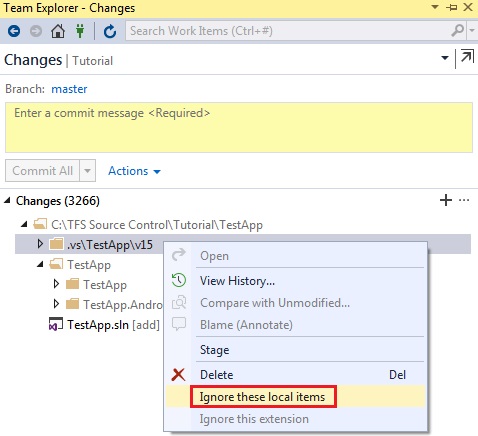 Team Explorer - Changes
Search Work Items (Ctrl+#)
Changes | Tutorial
Branch: master
Enter a commit message <Required>
Commit All Actions
Changes (3266)
C:\TFS Source Control\Tutorial\TestApp
.vs\TestApp\v15
Open
TestApp
View History...
TestApp
Compare with Unmodified...
TestApp.Andro
Blame (Annotate)
TestApp.sln [add]
Stage
Delete Del
Ignore these local items
Ignore this extension